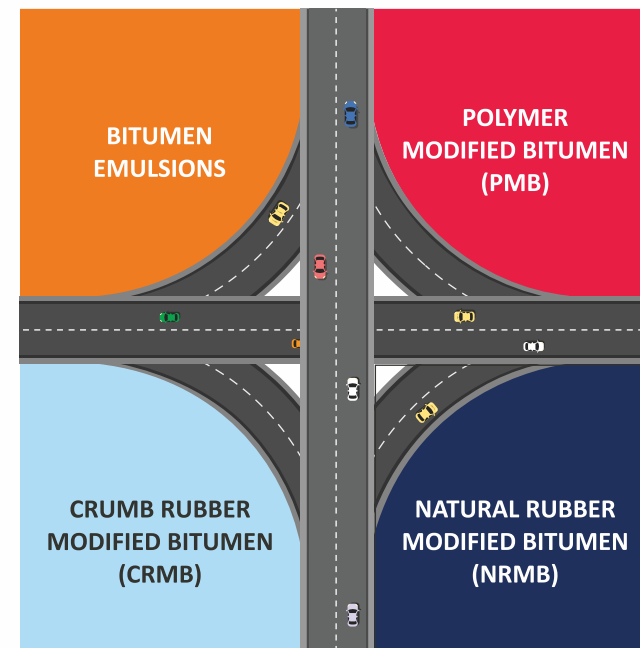 BITUMEN
EMULSIONS
POLYMER
MODIFIED BITUMEN
(PMB)
CRUMB RUBBER
MODIFIED BITUMEN
(CRMB)
NATURAL RUBBER
MODIFIED BITUMEN
(NRMB)